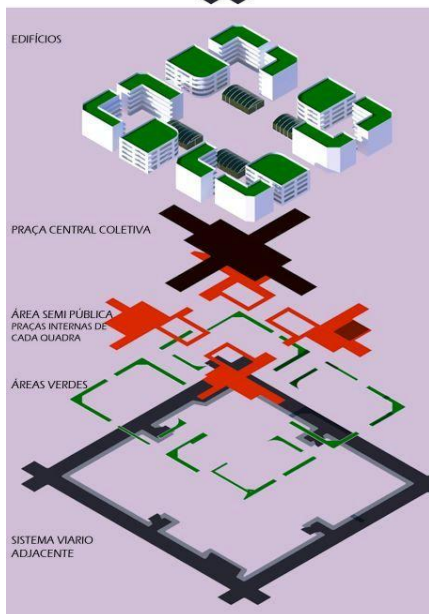 EDIFÍCIOS
PRAÇA CENTRAL COLETIVA
ÁREA SEMI PÚBLICA
PRAÇAS INTERNAS DE
CADA QUADRA
ÁREAS VERDES
SISTEMA VIARIO
ADJACENTE